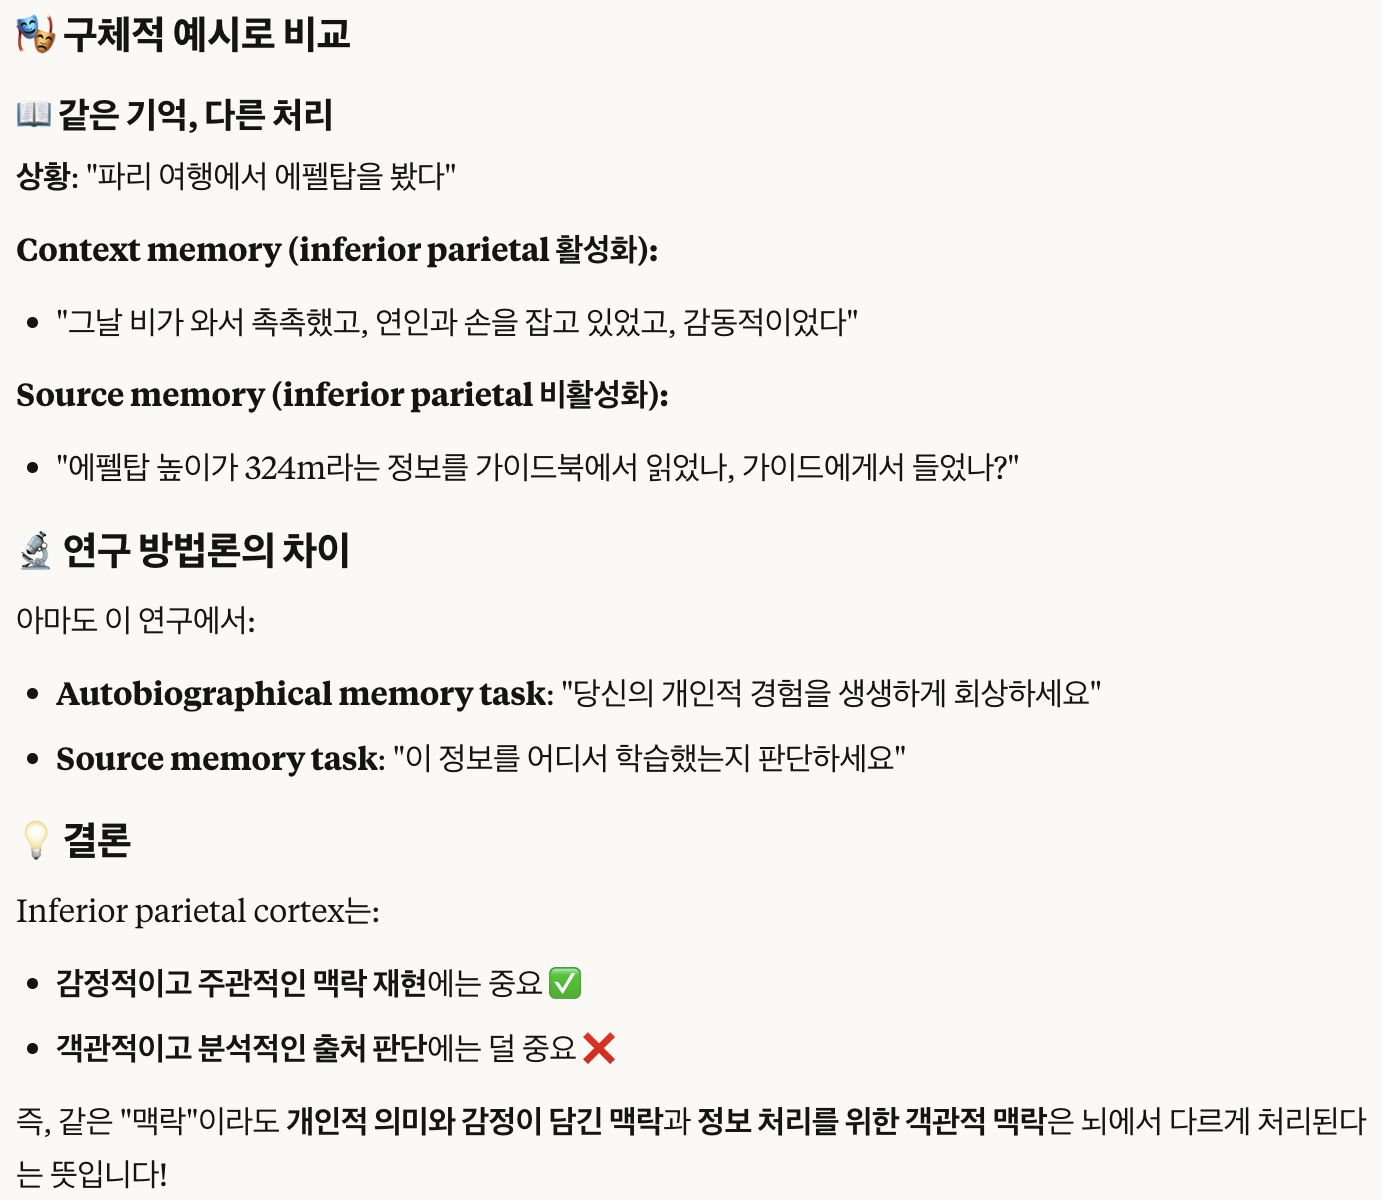 🎭 구체적 예시로 비교
📖 같은 기억, 다른 처리
상황: "파리 여행에서 에펠탑을 봤다"
Context memory (inferior parietal 활성화):
• "그날 비가 와서 촉촉했고, 연인과 손을 잡고 있었고, 감동적이었다"
Source memory (inferior parietal 비활성화):
• "에펠탑 높이가 324m라는 정보를 가이드북에서 읽었나, 가이드에게서 들었나?"
🔬 연구 방법론의 차이
아마도 이 연구에서:
• Autobiographical memory task: "당신의 개인적 경험을 생생하게 회상하세요"
• Source memory task: "이 정보를 어디서 학습했는지 판단하세요"
💡 결론
Inferior parietal cortex는:
• 감정적이고 주관적인 맥락 재현에는 중요 ✅
• 객관적이고 분석적인 출처 판단에는 덜 중요 ❌
즉, 같은 "맥락"이라도 개인적 의미와 감정이 담긴 맥락과 정보 처리를 위한 객관적 맥락은 뇌에서 다르게 처리된다
는 뜻입니다!